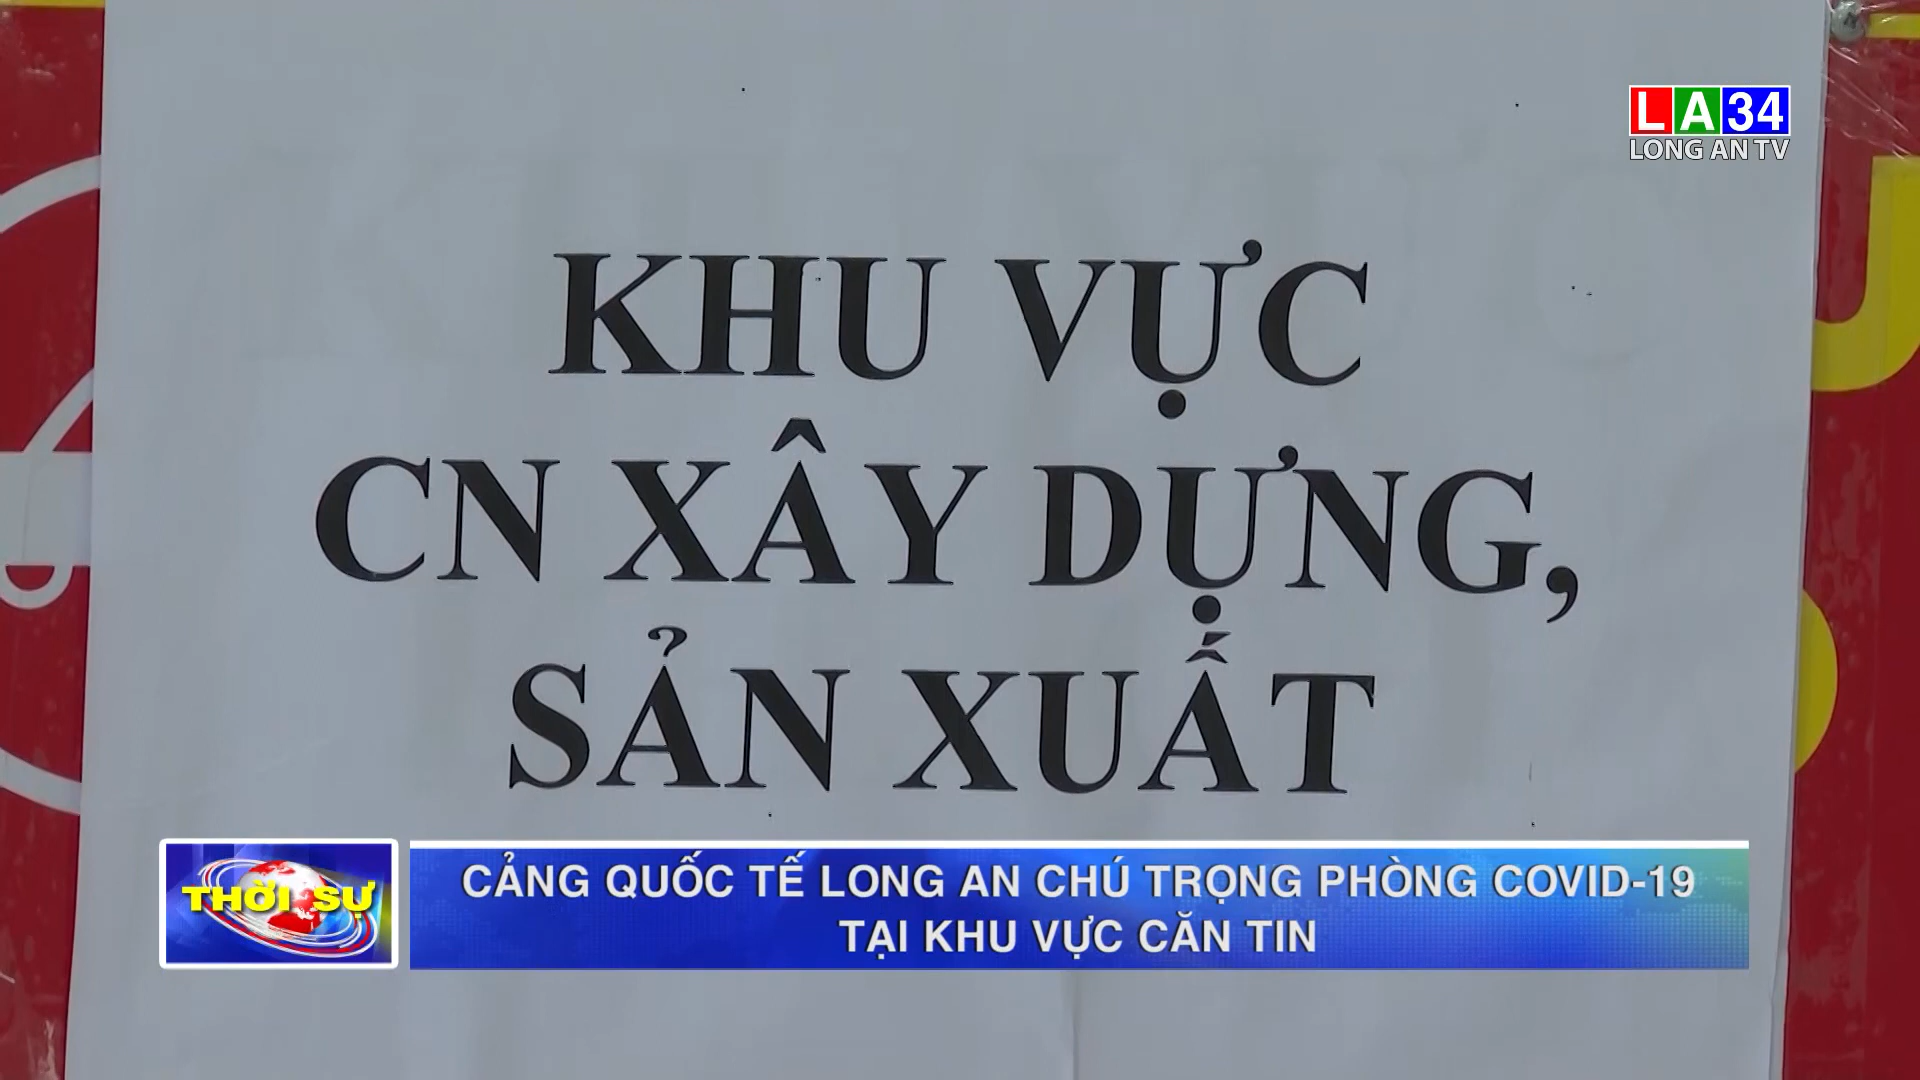 LA34
LONG AN TV
KHU VỰC
CN XÂY DỰNG,
SẢN XUẤT
THỜI SỰ
CẢNG QUỐC TẾ LONG AN CHÚ TRỌNG PHÒNG COVID-19
TẠI KHU VỰC CĂN TIN